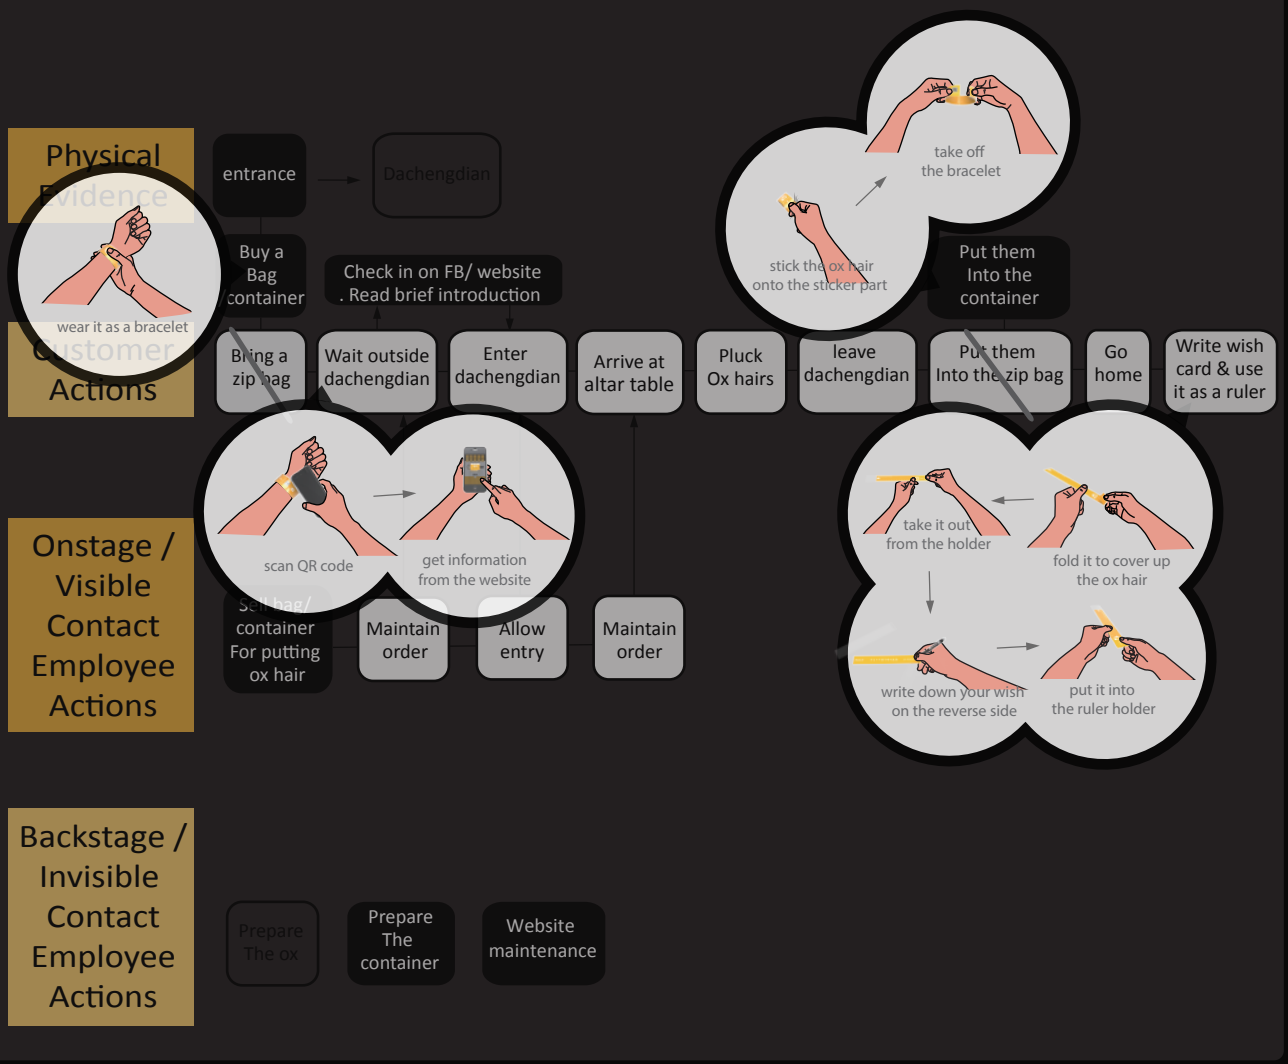 Physical
Evidence
entrance
Dachengdian
take off
the bracelet
stick the ox hair
onto the sticker part
wear it as a bracelet
Buy a
Bag
/container
Check in on FB/ website
. Read brief introduction
Put them
Into the
container
Customer
Actions
Bring a
zip bag
Wait outside
dachengdian
Enter
dachengdian
Arrive at
altar table
Pluck
Ox hairs
leave
dachengdian
Put them
Into the zip bag
Go
home
Write wish
card & use
it as a ruler
scan QR code
get information
from the website
take it out
from the holder
fold it to cover up
the ox hair
write down your wish
on the reverse side
put it into
the ruler holder
Onstage /
Visible
Contact
Employee
Actions
Sell bag/
container
For putting
ox hair
Maintain
order
Allow
entry
Maintain
order
Backstage /
Invisible
Contact
Employee
Actions
Prepare
The ox
Prepare
The
container
Website
maintenance